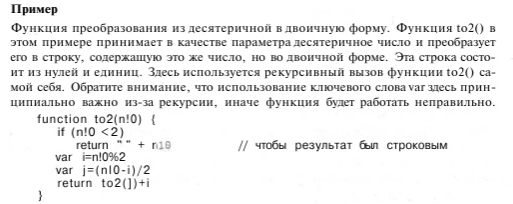 Пример
Функция преобразования из десятеричной в двоичную форму. Функция to2() в
этом примере принимает в качестве параметра десятеричное число и преобразует
его в строку, содержащую это же число, но во двоичной форме. Эта строка состо-
ит из нулей и единиц. Здесь используется рекурсивный вызов функции to2() са-
мой себя. Обратите внимание, что использование ключевого слова var здесь прин-
ципиально важно из-за рекурсии, иначе функция будет работать неправильно.
function to2(n!0) {
if (n!0 <2)
return " " + n10 // чтобы результат был строковым
var i=n!0%2
var j=(nI0-i)/2
return to2(])+i
}